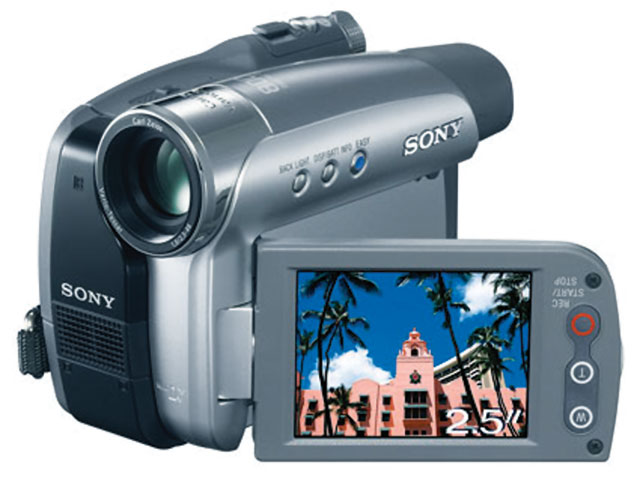 Carl Zeiss
SONY
BACK LIGHT
DISP/BATT INFO
EASY
SONY
REC
START/
STOP
T
W
2.5"